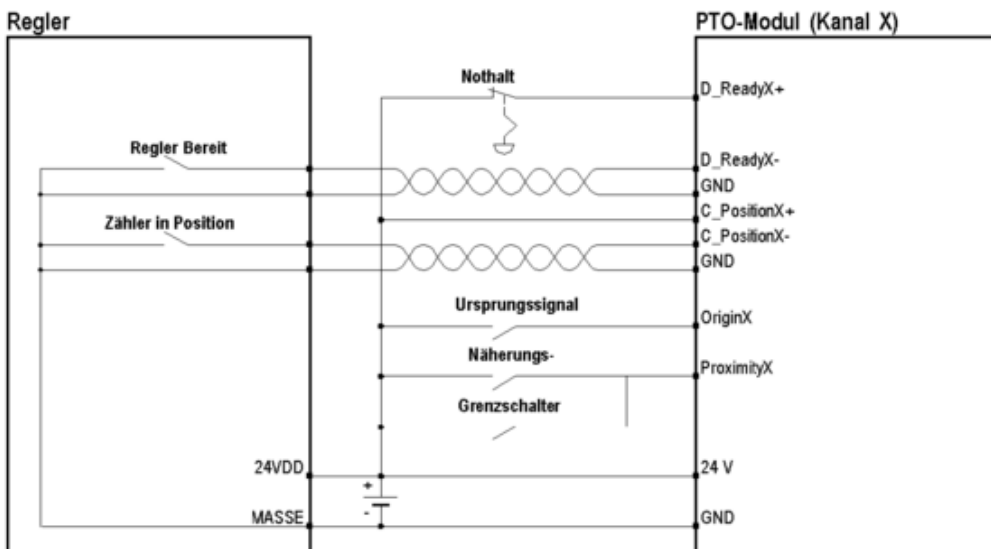 Regler
PTO-Modul (Kanal X)
Nothalt
D_ReadyX+
Regler Bereit
D_ReadyX-
GND
C_PositionX+
Zähler in Position
C_PositionX-
GND
Ursprungssignal
OriginX
Näherungs-
ProximityX
Grenzschalter
24VDD
24 V
+
-
MASSE
GND